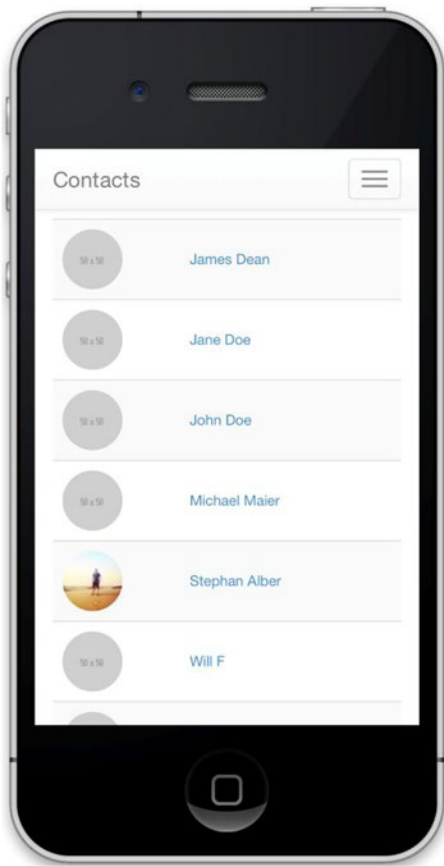 Contacts
50 x 50
James Dean
50 x 50
Jane Doe
50 x 50
John Doe
50 x 50
Michael Maier
Stephan Alber
50 x 50
Will F